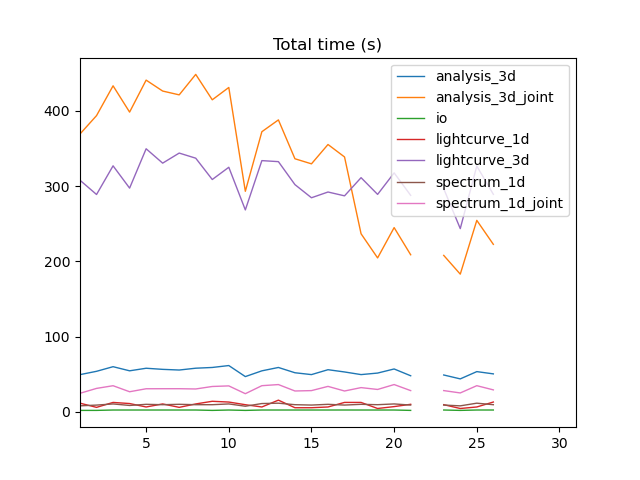 Total time (s)
analysis_3d
analysis_3d_joint
io
lightcurve_1d
lightcurve_3d
spectrum_1d
spectrum_1d_joint
400
300
200
100
0
5 10 15 20 25 30